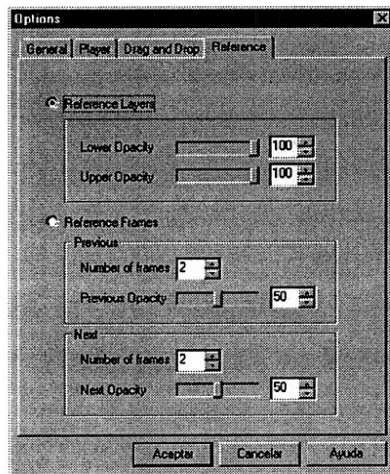 Options
General Player Drag and Drop Reference
Reference Layers
Lower Opacity 100
Upper Opacity 100
Reference Frames
Previous
Number of frames 2
Previous Opacity 50
Next
Number of frames 2
Next Opacity 50
Aceptar Cancelar Ayuda